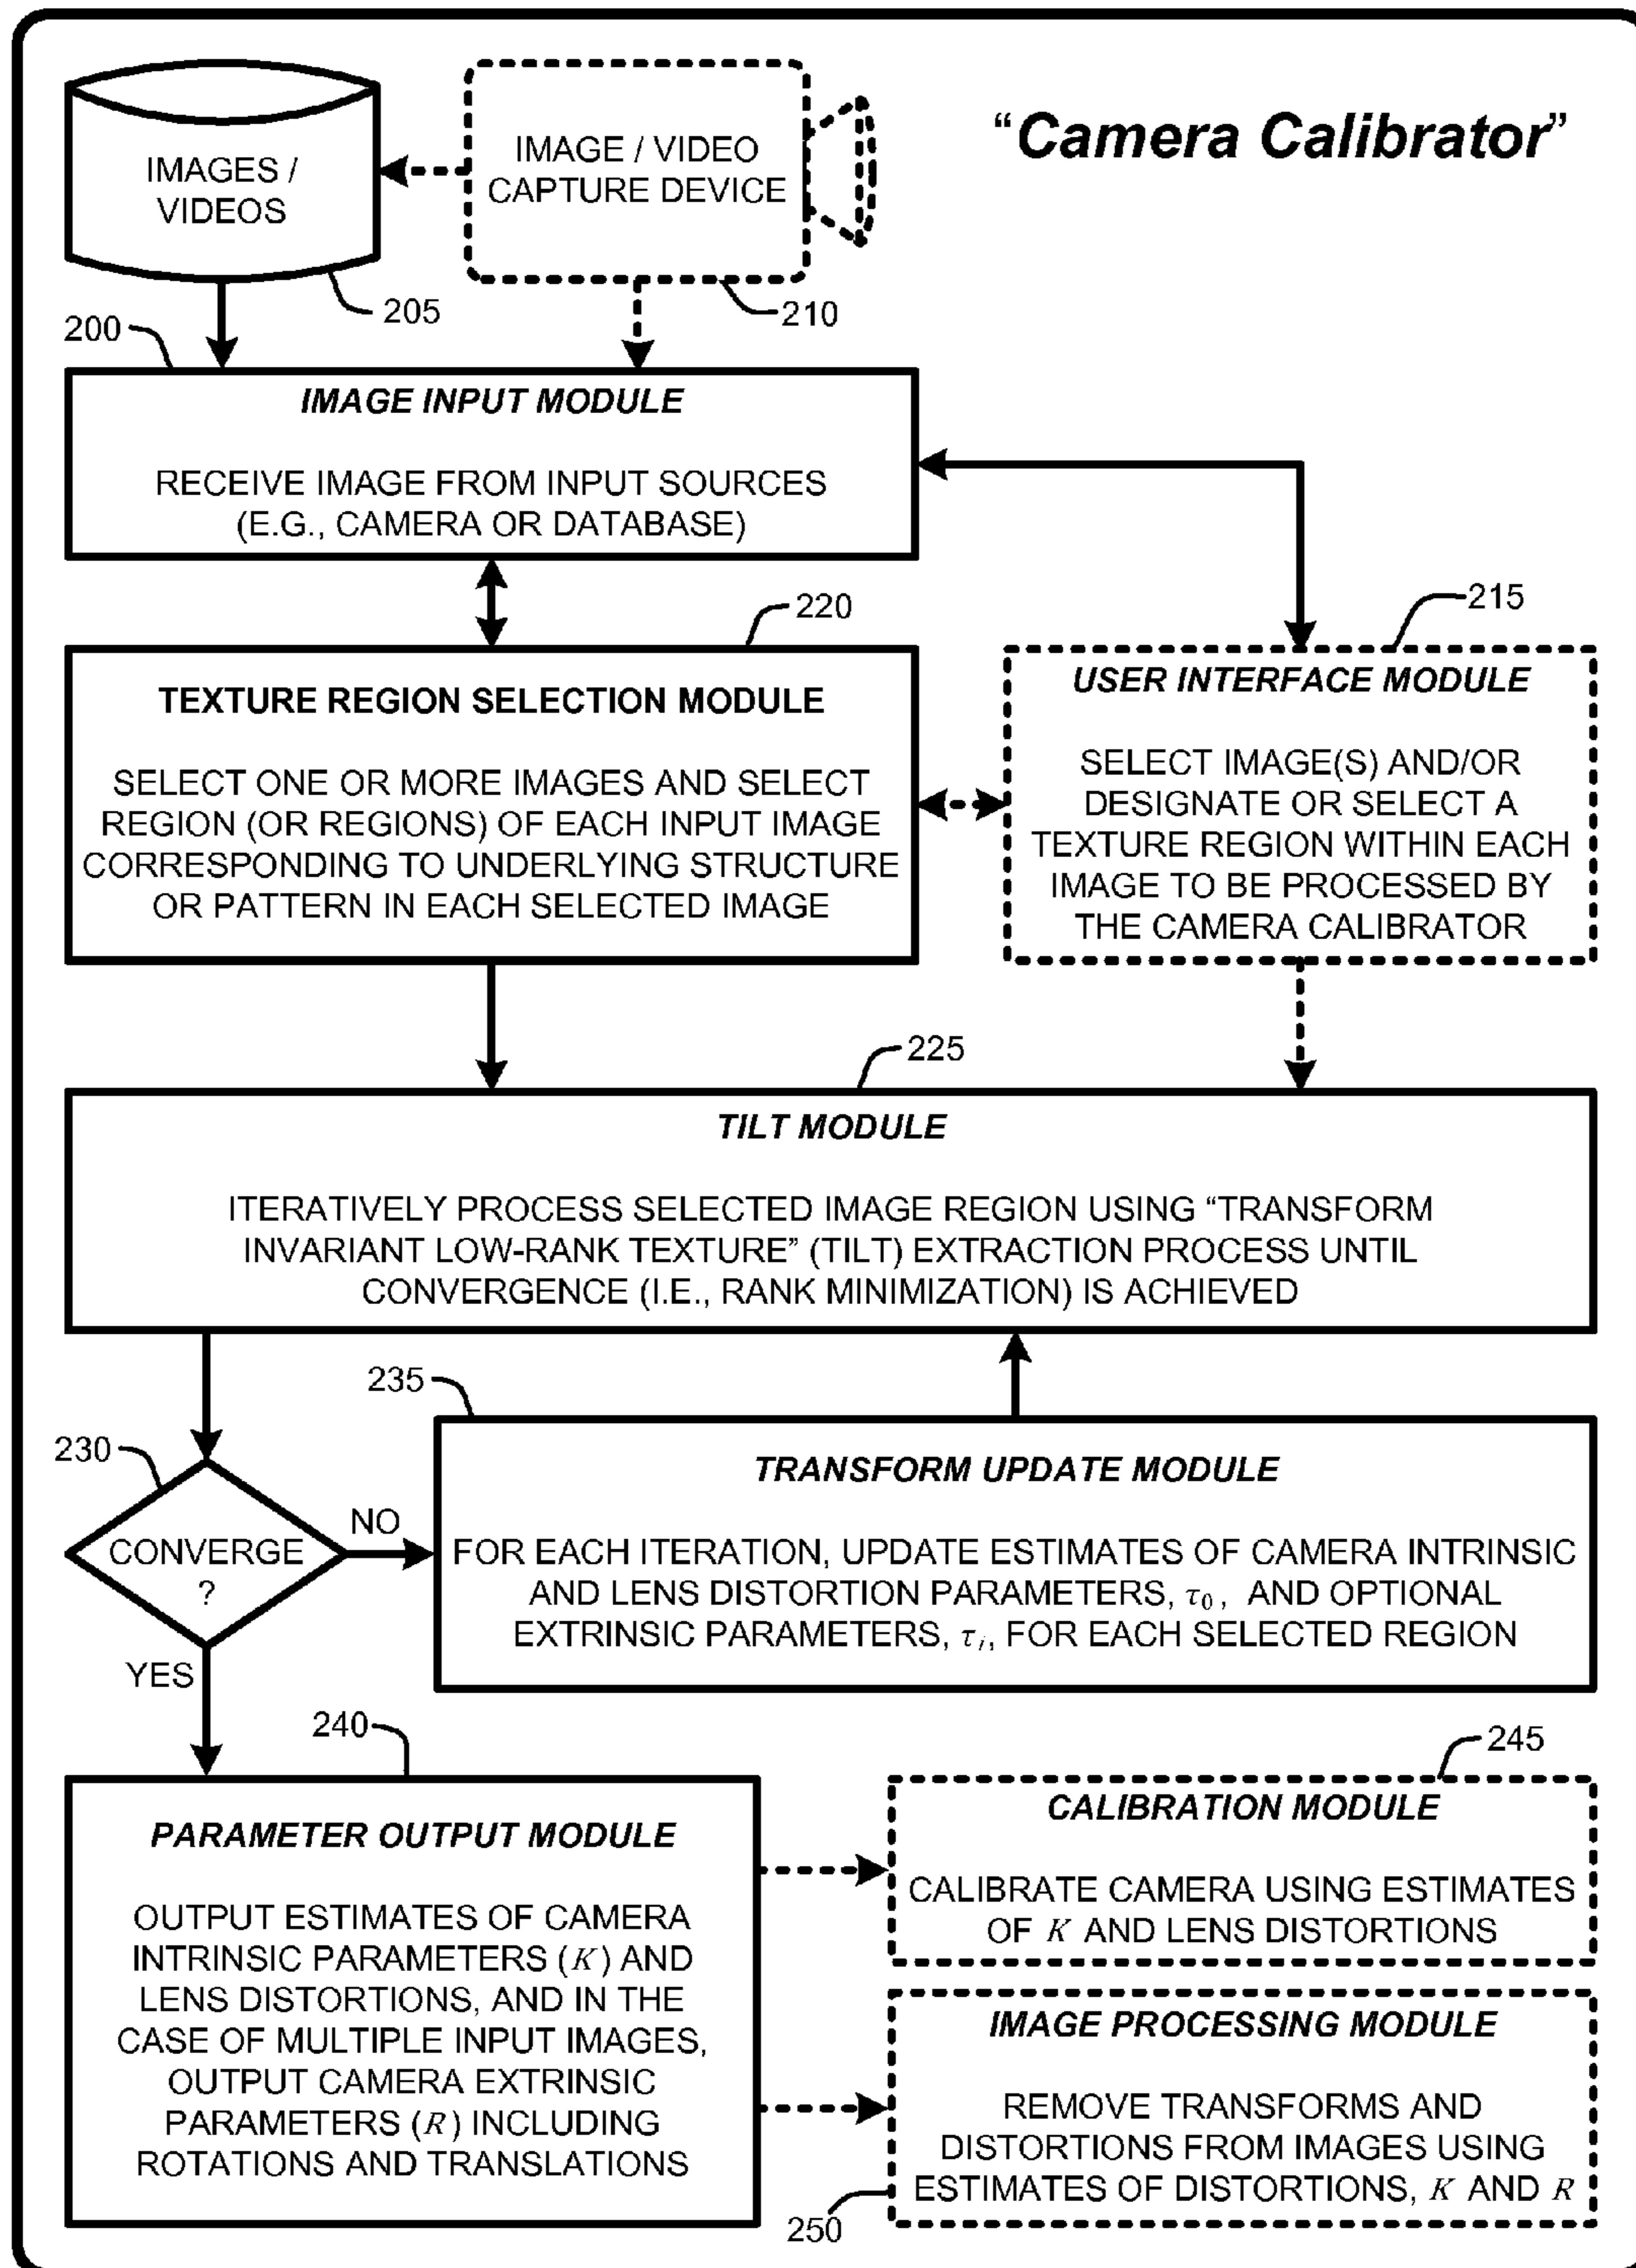 “Camera Calibrator”
IMAGES /
VIDEOS
IMAGE / VIDEO
CAPTURE DEVICE
205
210
200
IMAGE INPUT MODULE
RECEIVE IMAGE FROM INPUT SOURCES
(E.G., CAMERA OR DATABASE)
220
215
TEXTURE REGION SELECTION MODULE
SELECT ONE OR MORE IMAGES AND SELECT
REGION (OR REGIONS) OF EACH INPUT IMAGE
CORRESPONDING TO UNDERLYING STRUCTURE
OR PATTERN IN EACH SELECTED IMAGE
USER INTERFACE MODULE
SELECT IMAGE(S) AND/OR
DESIGNATE OR SELECT A
TEXTURE REGION WITHIN EACH
IMAGE TO BE PROCESSED BY
THE CAMERA CALIBRATOR
225
TILT MODULE
ITERATIVELY PROCESS SELECTED IMAGE REGION USING “TRANSFORM
INVARIANT LOW-RANK TEXTURE” (TILT) EXTRACTION PROCESS UNTIL
CONVERGENCE (I.E., RANK MINIMIZATION) IS ACHIEVED
235
230
CONVERGE
?
NO
YES
TRANSFORM UPDATE MODULE
FOR EACH ITERATION, UPDATE ESTIMATES OF CAMERA INTRINSIC
AND LENS DISTORTION PARAMETERS, τ₀, AND OPTIONAL
EXTRINSIC PARAMETERS, τᵢ, FOR EACH SELECTED REGION
240
245
PARAMETER OUTPUT MODULE
OUTPUT ESTIMATES OF CAMERA
INTRINSIC PARAMETERS (K) AND
LENS DISTORTIONS, AND IN THE
CASE OF MULTIPLE INPUT IMAGES,
OUTPUT CAMERA EXTRINSIC
PARAMETERS (R) INCLUDING
ROTATIONS AND TRANSLATIONS
CALIBRATION MODULE
CALIBRATE CAMERA USING ESTIMATES
OF K AND LENS DISTORTIONS
IMAGE PROCESSING MODULE
REMOVE TRANSFORMS AND
DISTORTIONS FROM IMAGES USING
ESTIMATES OF DISTORTIONS, K AND R
250